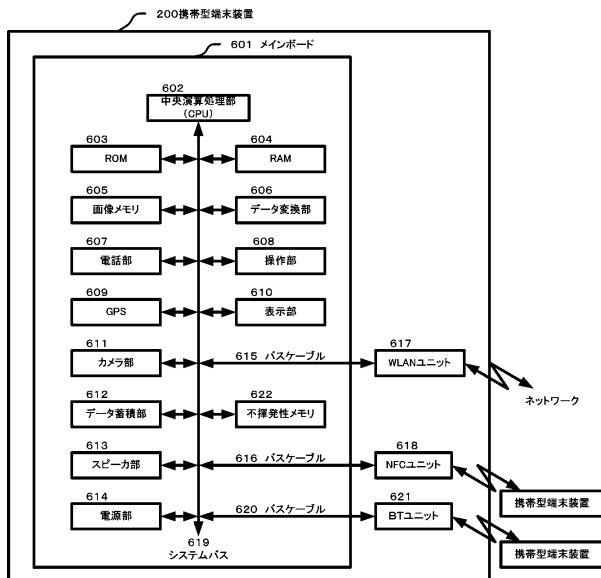 200携帯型端末装置
601 メインボード
602
中央演算処理部
(CPU)
603
ROM
604
RAM
605
画像メモリ
606
データ変換部
607
電話部
608
操作部
609
GPS
610
表示部
611
カメラ部
615 バスケーブル
617
WLANユニット
ネットワーク
612
データ蓄積部
622
不揮発性メモリ
613
スピーカ部
616 バスケーブル
618
NFCユニット
携帯型端末装置
614
電源部
620 バスケーブル
621
BTユニット
携帯型端末装置
619
システムバス